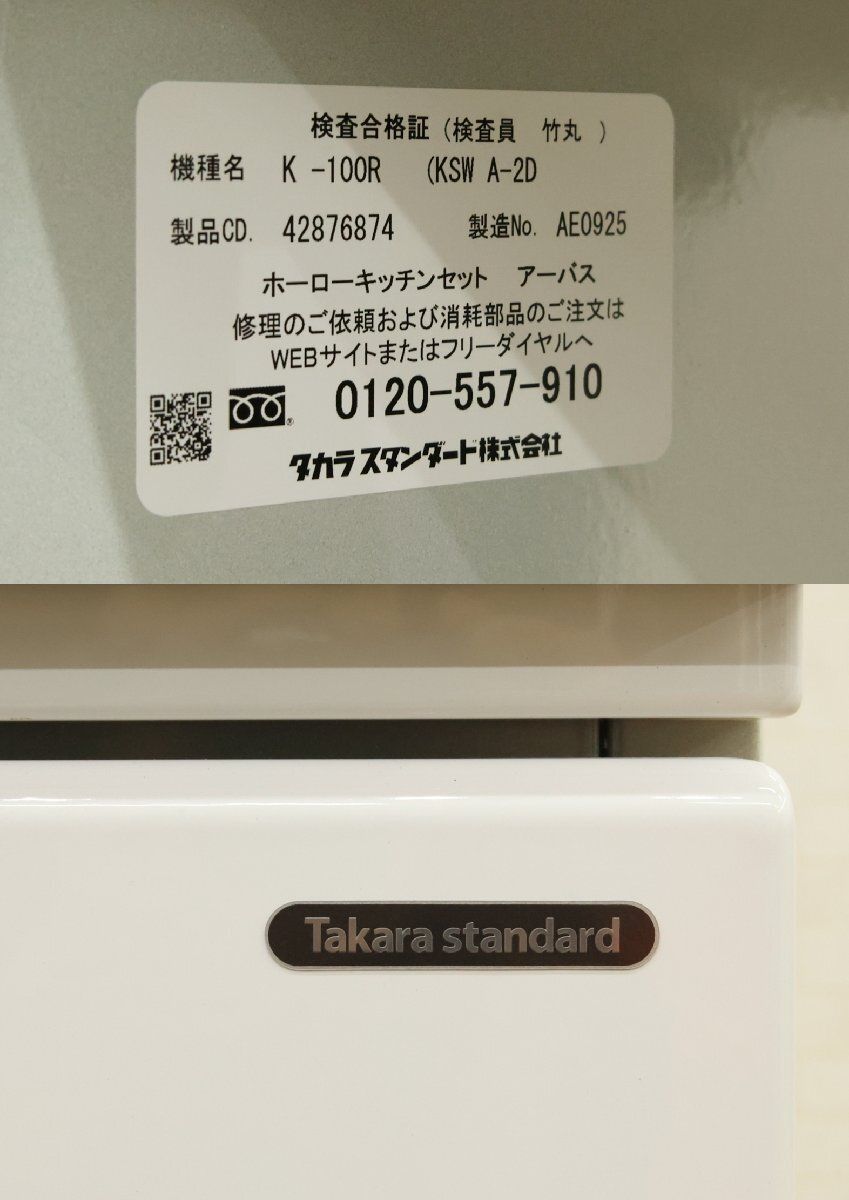 検査合格証 (検査員 竹丸 )
機種名 K -100R (KSW A-2D
製品CD. 42876874 製造No. AE0925
ホーローキッチンセット アーバス
修理のご依頼および消耗部品のご注文は
WEBサイトまたはフリーダイヤルへ
0120-557-910
タカラスタンダード株式会社
Takara standard